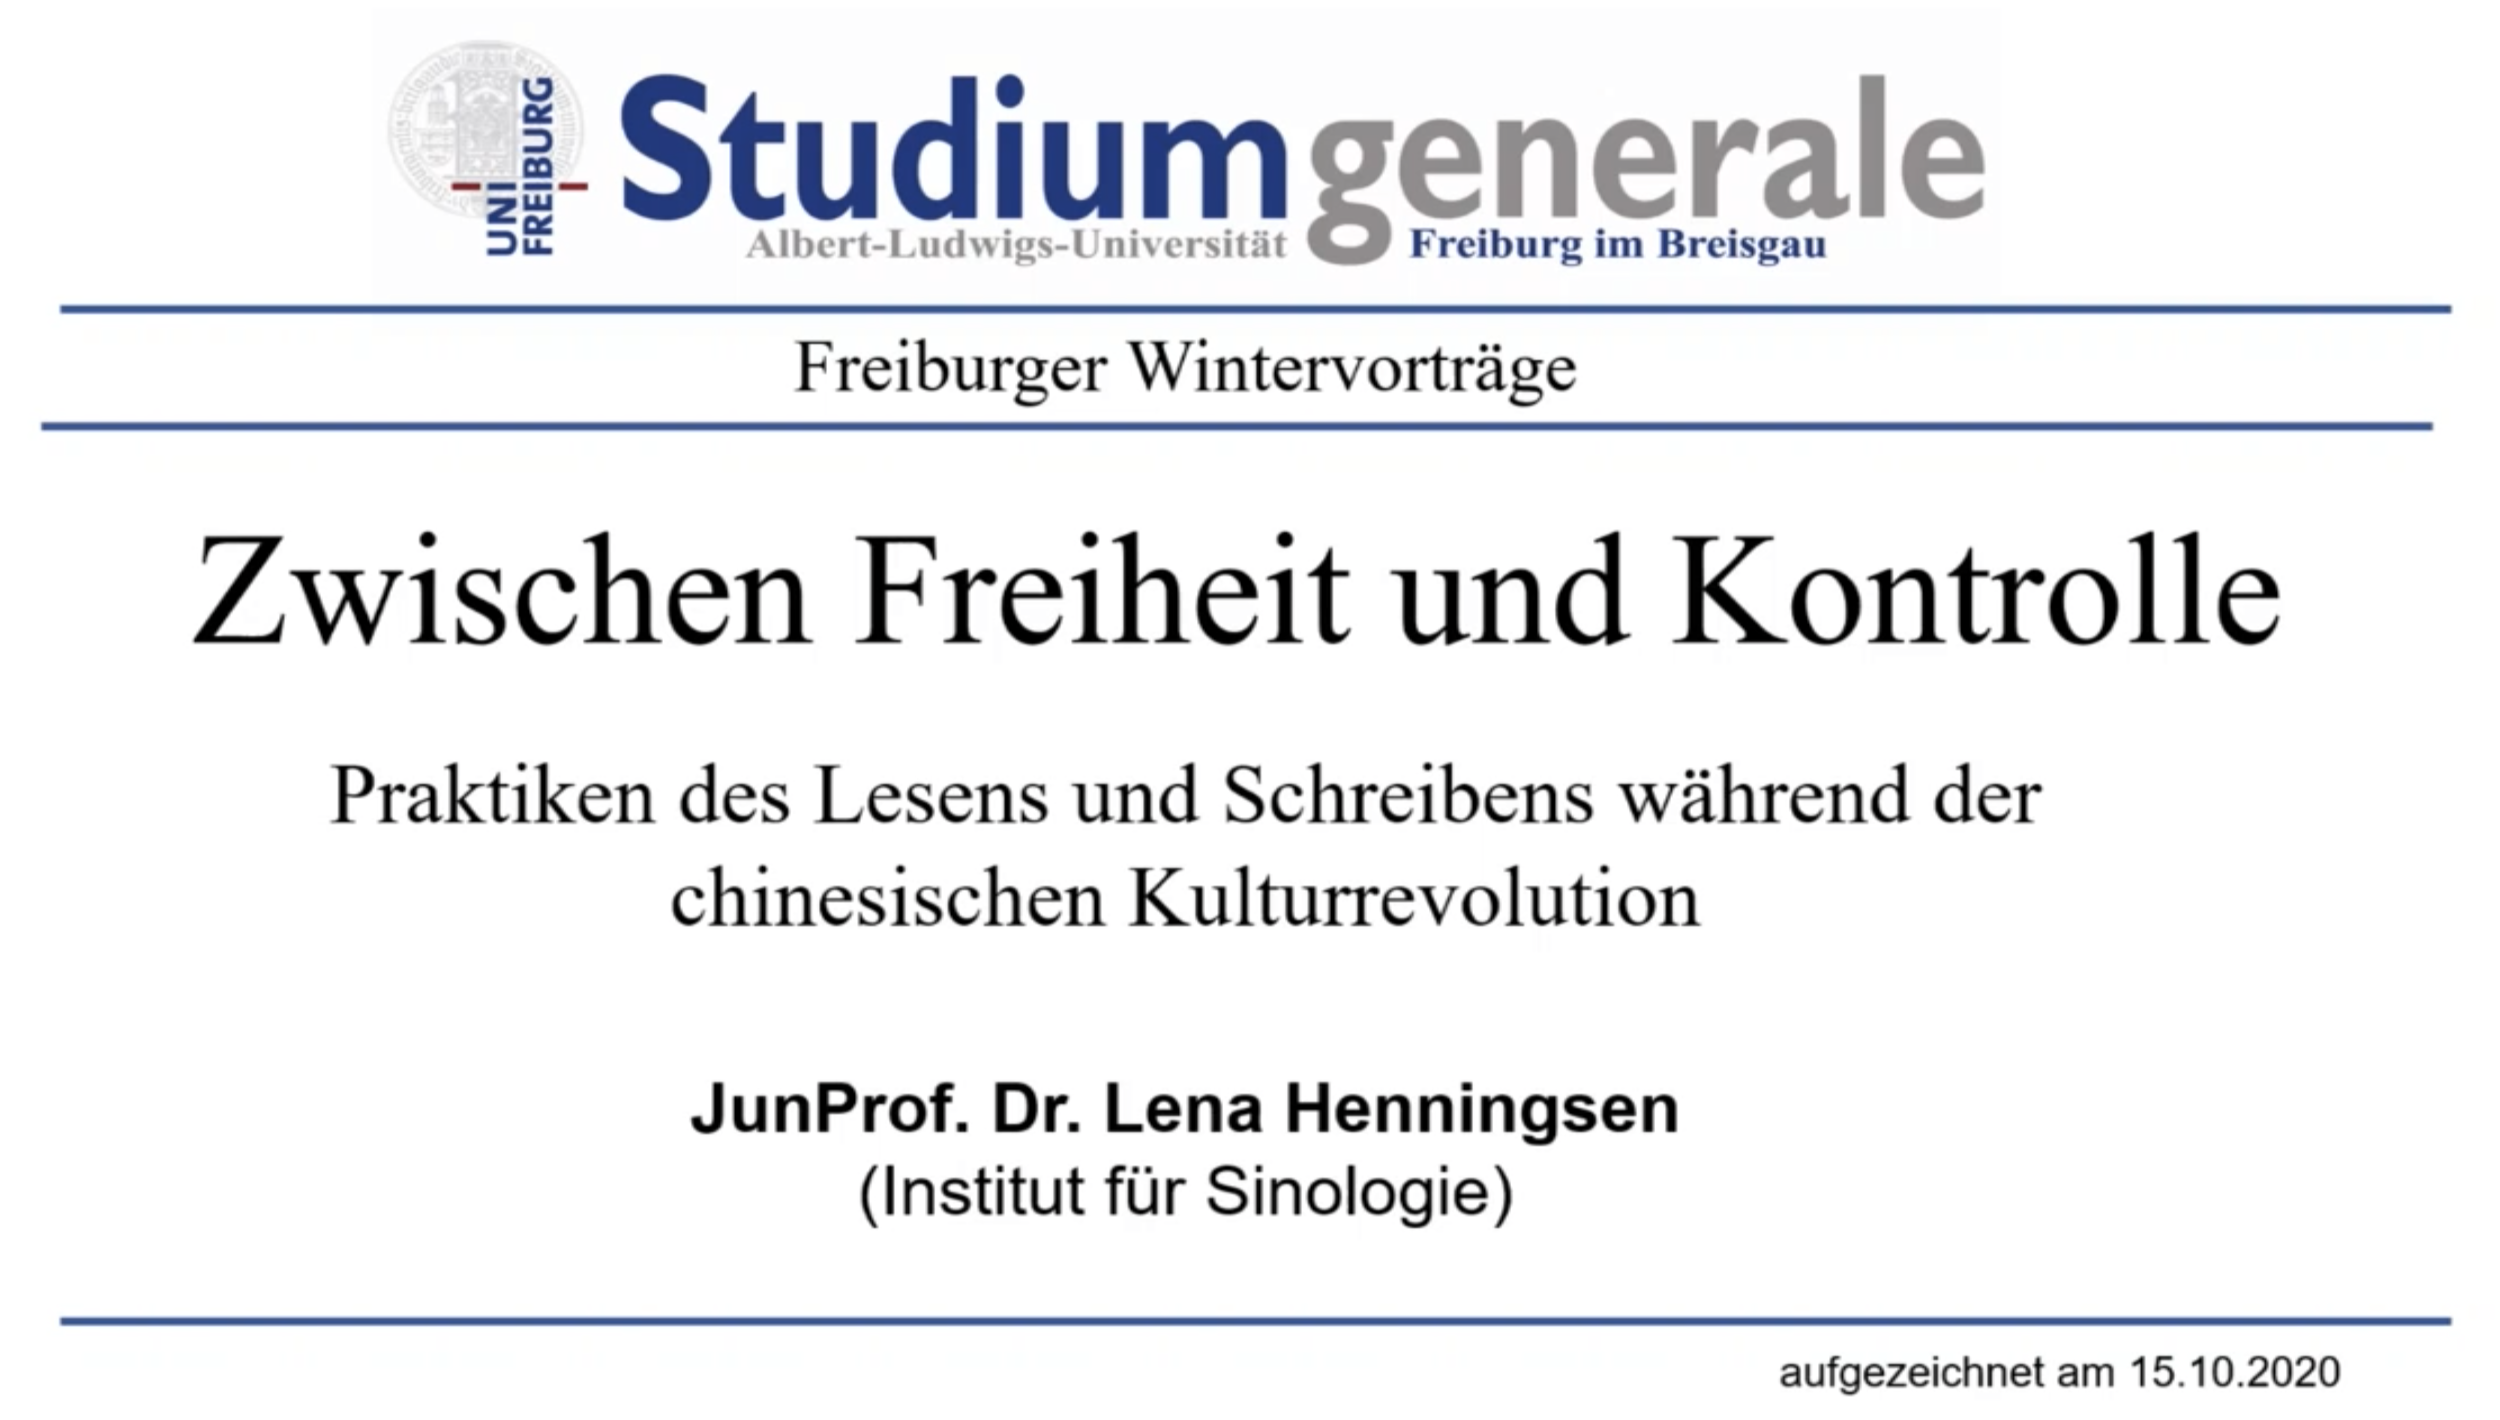 UNI
FREIBURG
Studium generale
Albert-Ludwigs-Universität Freiburg im Breisgau
Freiburger Wintervorträge
Zwischen Freiheit und Kontrolle
Praktiken des Lesens und Schreibens während der
chinesischen Kulturrevolution
JunProf. Dr. Lena Henningsen
(Institut für Sinologie)
aufgezeichnet am 15.10.2020